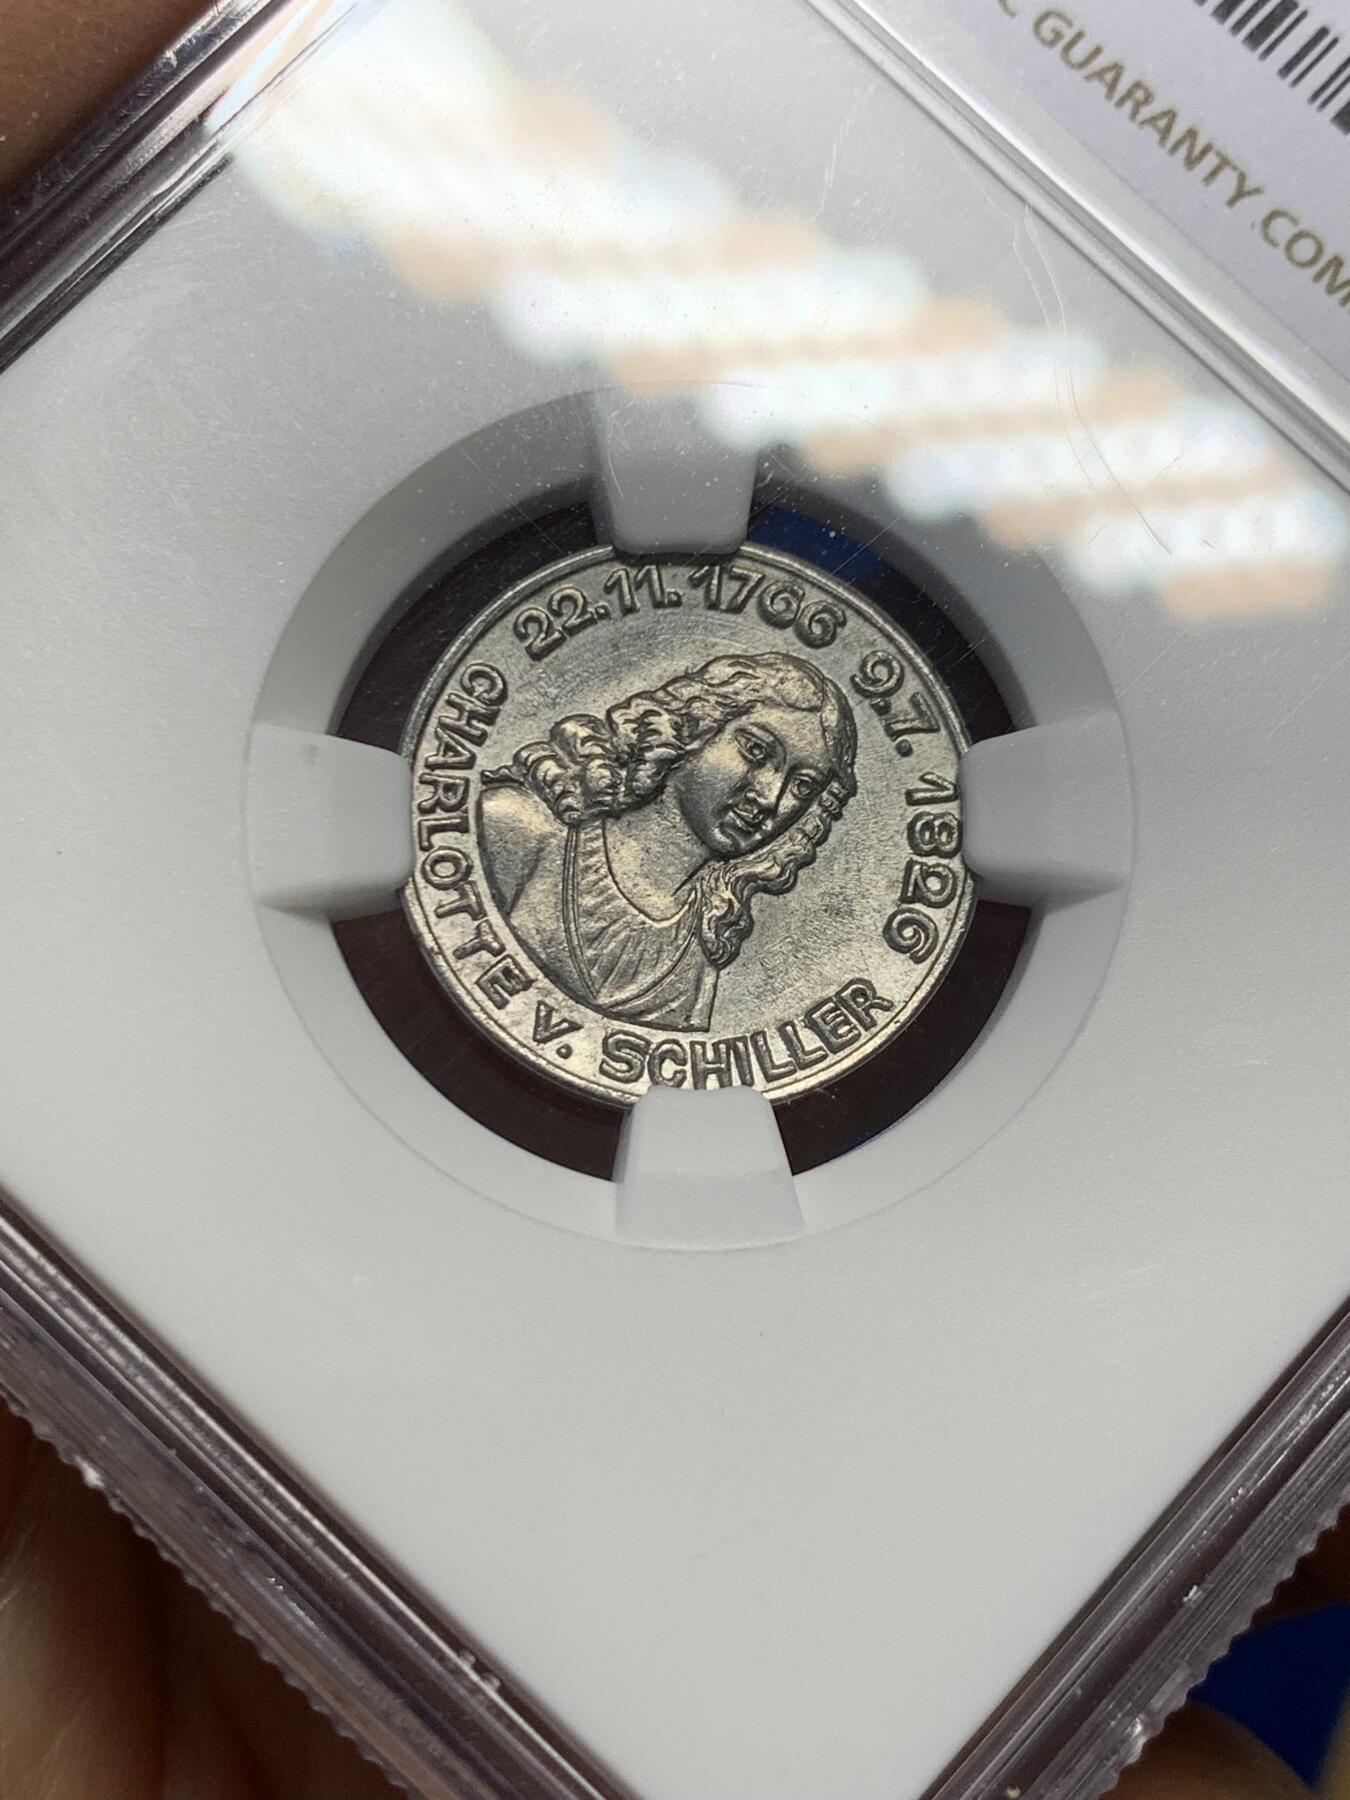 GUARANTY.COM
22.11.1766 9.7.1826
CHARLOTTE v. SCHILLER